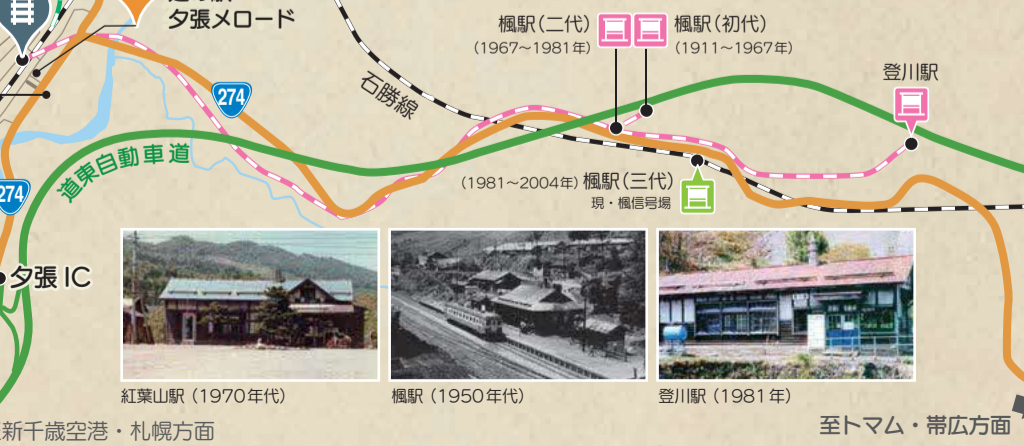 夕張メロード
楓駅（二代）
（1967～1981年）
楓駅（初代）
（1911～1967年）
登川駅
274
石勝線
道東自動車道
（1981～2004年）楓駅（三代）
現・楓信号場
274
夕張IC
紅葉山駅（1970年代）
楓駅（1950年代）
登川駅（1981年）
新千歳空港・札幌方面
至トマム・帯広方面